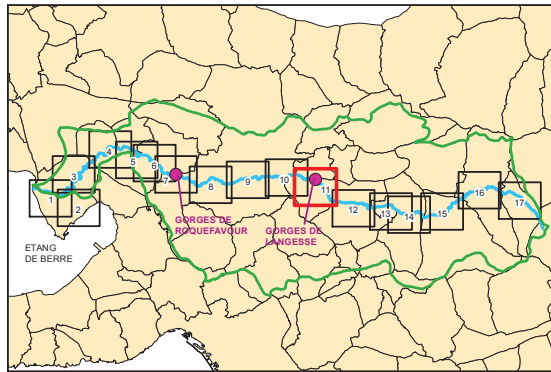 1
2
3
4
5
6
7
8
9
10
11
12
13
14
15
16
17
GORGES DE
ROQUEFAVOUR
GORGES DE
LANGESSE
ETANG
DE BERRE